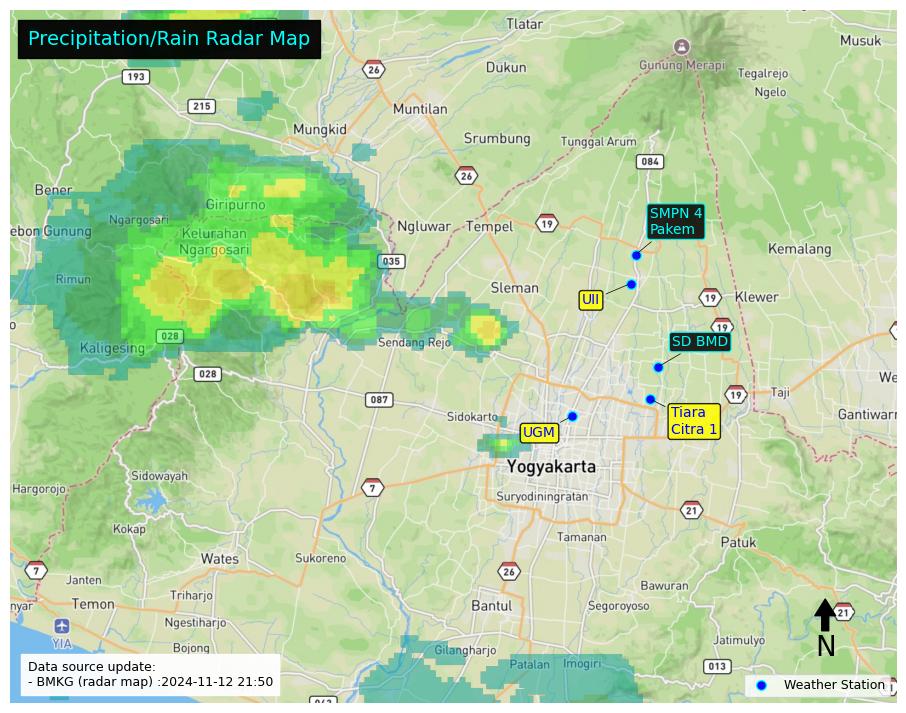 Precipitation/Rain Radar Map
Tlatar
Musuk
26
Gunung Merapi
193
Dukun
Tegalrejo
Ngelo
215
Muntilan
Mungkid
Srumbung
Tunggal Arum
084
26
Bener
Giripurno
SMPN 4
Pakem
Ngargosari
Ngluwar
Tempel
19
ebon Gunung
Kelurahan
Ngargosari
Kemalang
035
Rimun
Sleman
UII
19
Klewer
19
028
Sendang Rejo
SD BMD
Kaligesing
028
We
087
19
Taji
Sidokarto
Tiara
Citra 1
Gantiwarn
UGM
Yogyakarta
Sidowayah
Hargorojo
7
Suryodiningratan
21
Kokap
Tamanan
Patuk
Wates
Sukoreno
7
26
Janten
Bawuran
Triharjo
nyar
Temon
Bantul
Segoroyoso
21
Ngestiharjo
N
YIA
Bojong
Gilangharjo
Jatimulyo
Patalan
Imogiri
013
Data source update:
- BMKG (radar map) :2024-11-12 21:50
Weather Station